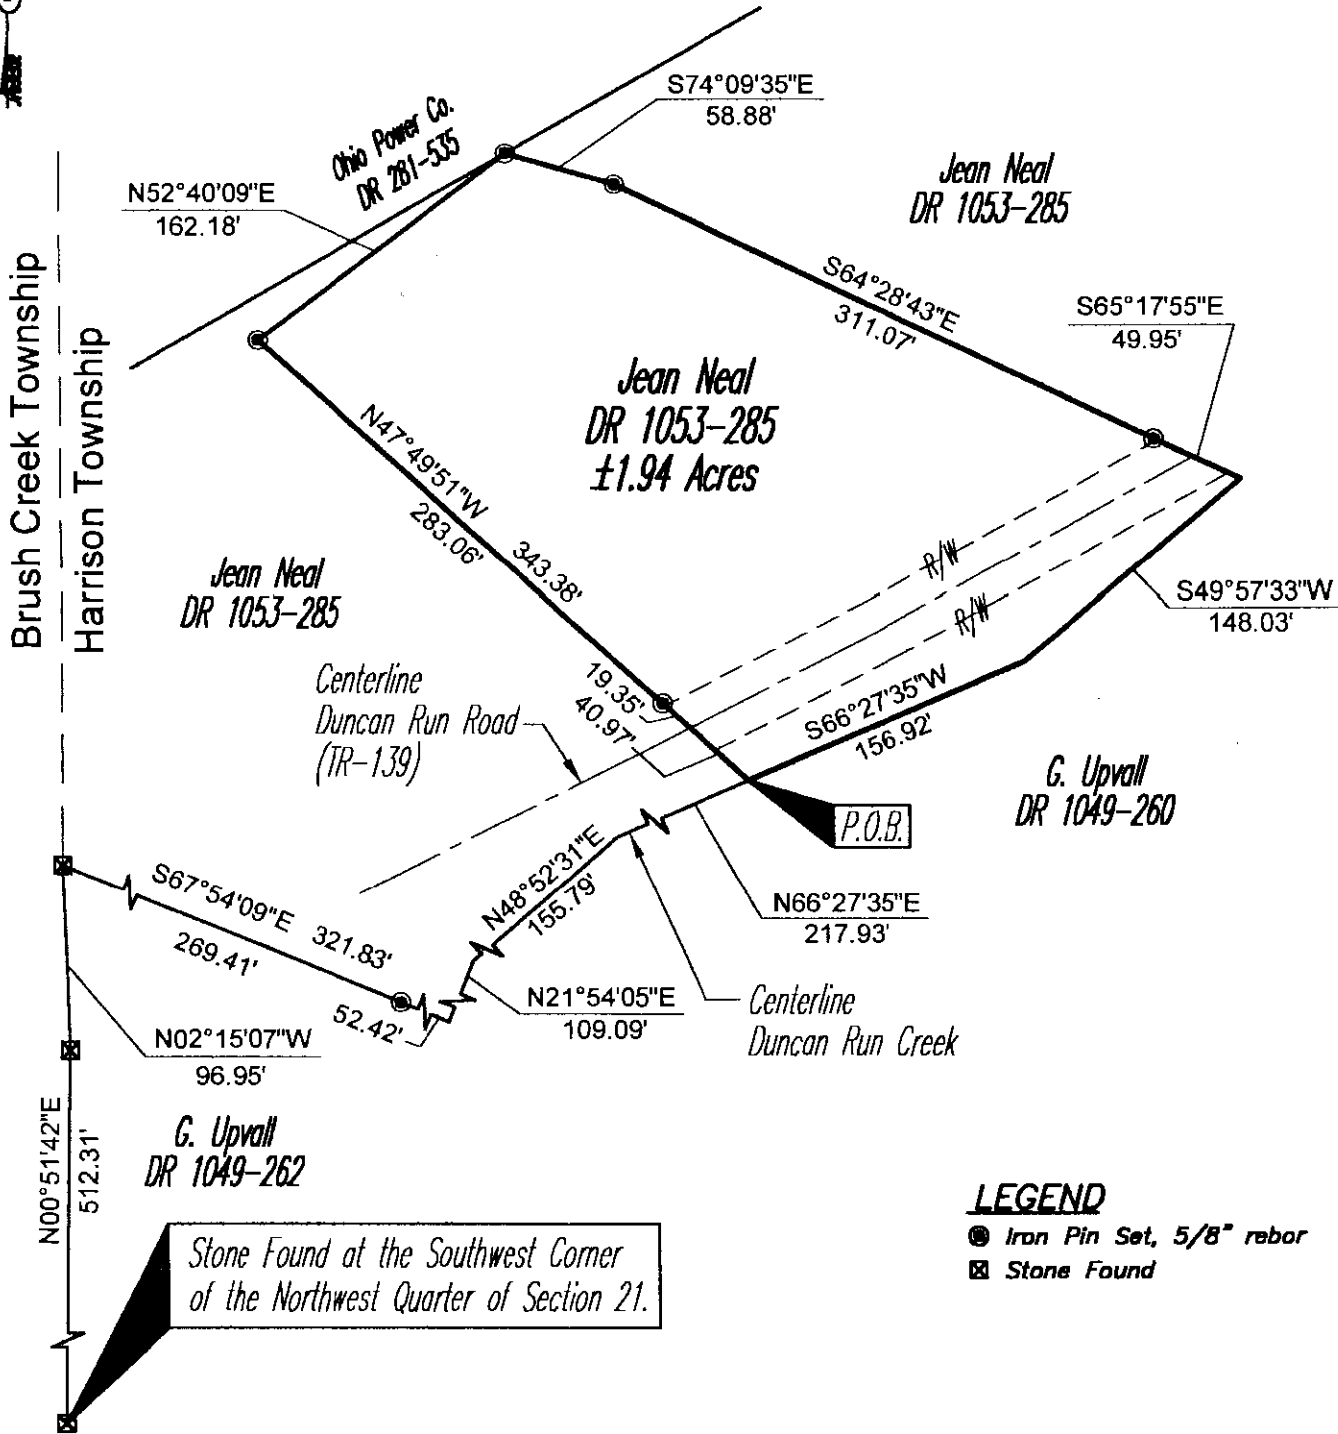 S74°09'35"E
58.88'
Ohio Power Co.
DR 281-535
N52°40'09"E
162.18'
Jean Neal
DR 1053-285
S64°28'43"E
311.07'
S65°17'55"E
49.95'
Brush Creek Township
Harrison Township
Jean Neal
DR 1053-285
±1.94 Acres
N47°49'51"W
283.06'
343.38'
Jean Neal
DR 1053-285
R/W
R/W
S49°57'33"W
148.03'
19.35'
40.97'
Centerline
Duncan Run Road
(TR-139)
S66°27'35"W
156.92'
G. Upvall
DR 1049-260
P.O.B.
S67°54'09"E
321.83'
269.41'
N48°52'31"E
155.79'
N66°27'35"E
217.93'
52.42'
N21°54'05"E
109.09'
Centerline
Duncan Run Creek
N02°15'07"W
96.95'
N00°51'42"E
512.31'
G. Upvall
DR 1049-262
Stone Found at the Southwest Corner
of the Northwest Quarter of Section 21.
LEGEND
Iron Pin Set, 5/8" rebar
Stone Found